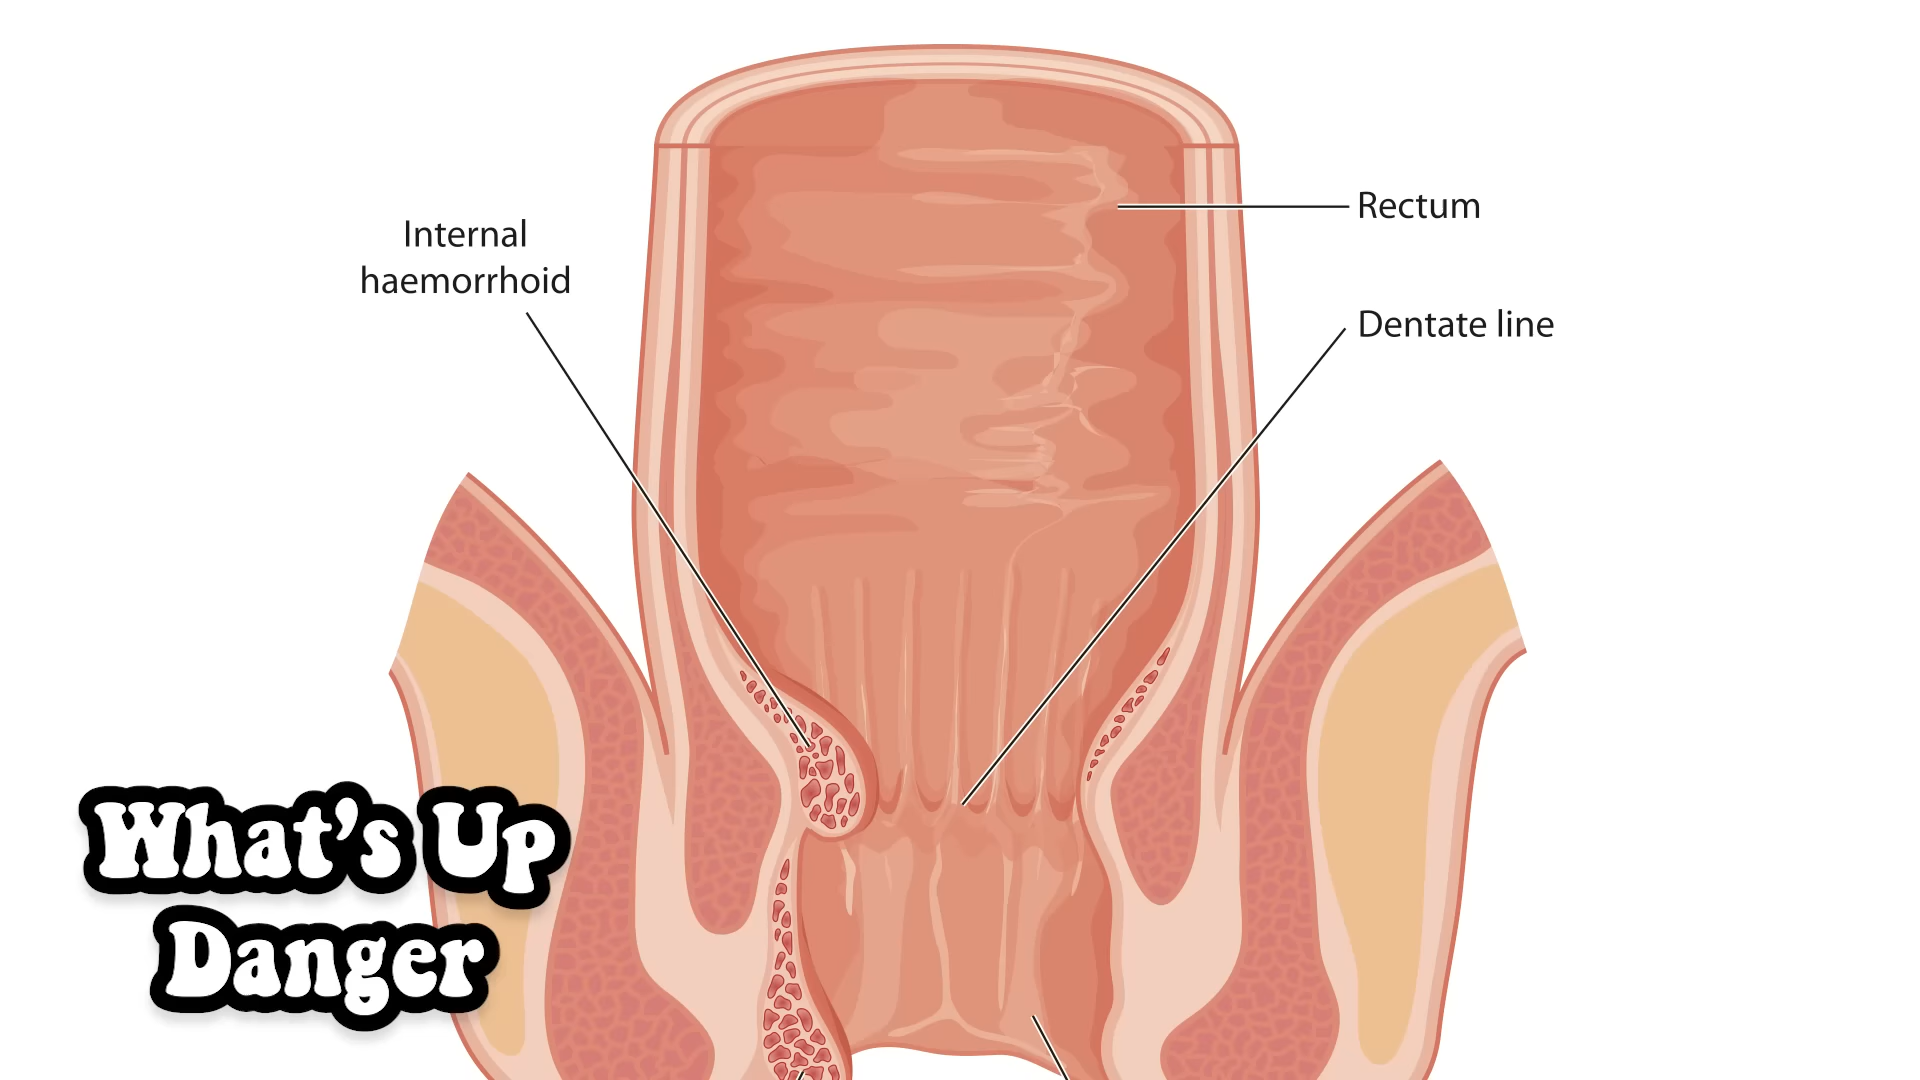 Internal
haemorrhoid
Rectum
Dentate line
What's Up
Danger